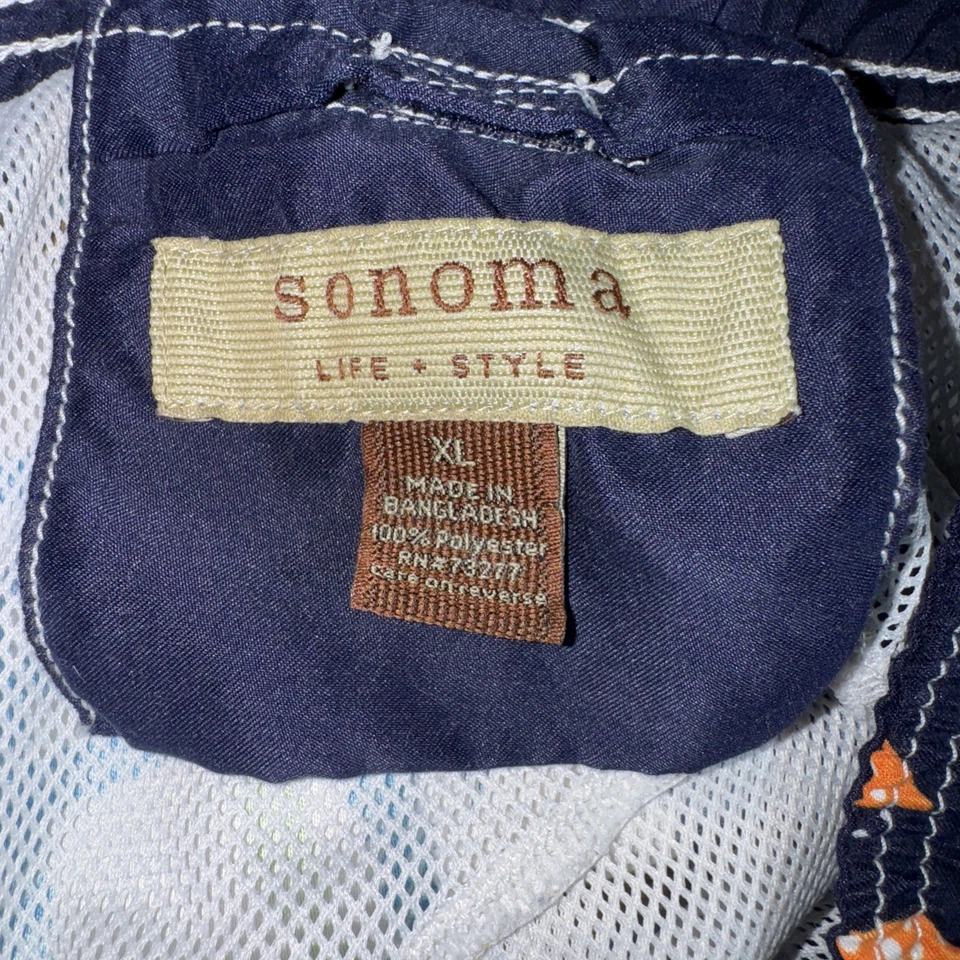 sonoma
LIFE + STYLE
XL
MADE IN
BANGLADESH
100% Polyester
RN#73277
care on reverse